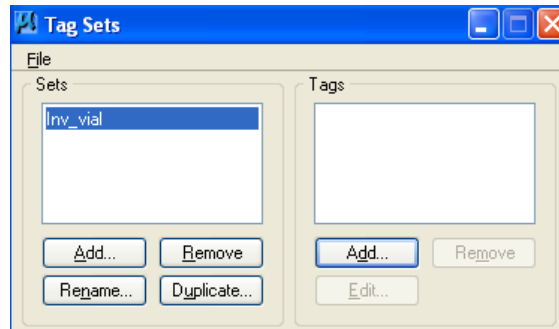 Tag Sets
File
Sets
Tags
Inv_vial
Add...
Remove
Add...
Remove
Rename...
Duplicate...
Edit...